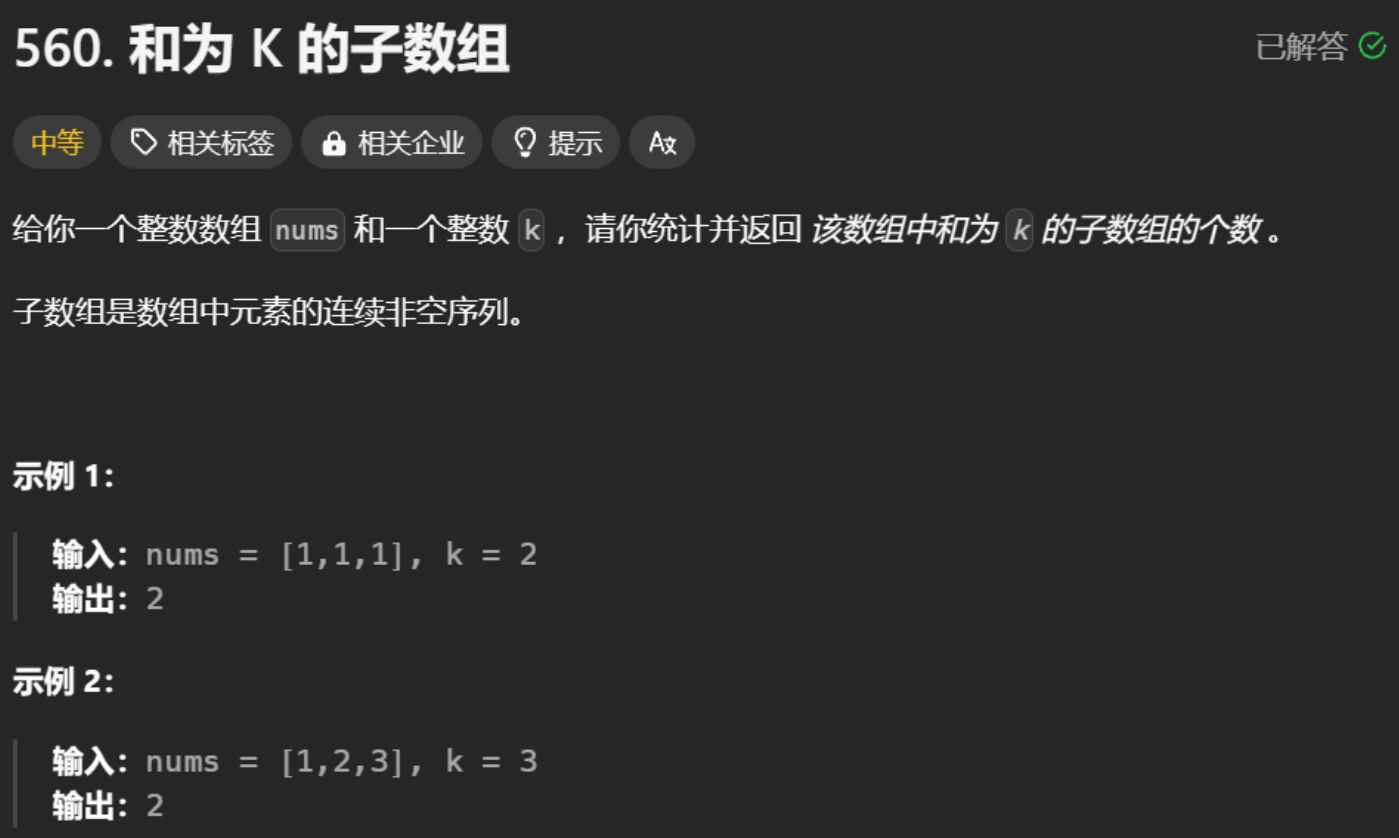 560. 和为 K 的子数组
已解答
中等 相关标签 相关企业 提示 A文
给你一个整数数组 nums 和一个整数 k ，请你统计并返回 该数组中和为 k 的子数组的个数 。
子数组是数组中元素的连续非空序列。
示例 1：
输入：nums = [1,1,1], k = 2
输出：2
示例 2：
输入：nums = [1,2,3], k = 3
输出：2